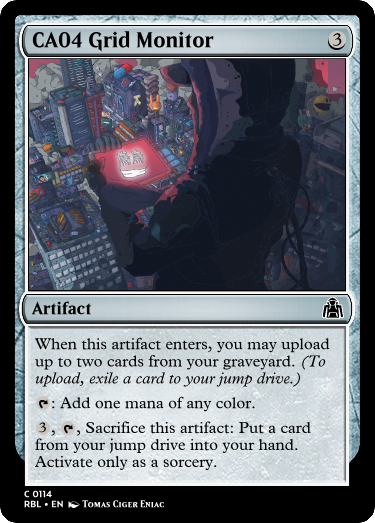 CA04 Grid Monitor 3
Artifact
When this artifact enters, you may upload
up to two cards from your graveyard. (To
upload, exile a card to your jump drive.)
: Add one mana of any color.
3, , Sacrifice this artifact: Put a card
from your jump drive into your hand.
Activate only as a sorcery.
C 0114
RBL • EN Tomas Ciger Eniac